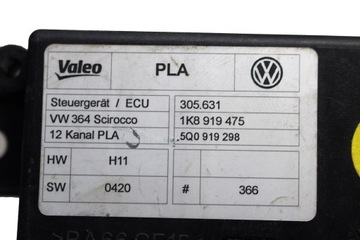 Valeo PLA VW
Steuergerät / ECU 305.631
VW 364 Scirocco 1K8 919 475
12 Kanal PLA 5Q0 919 298
HW H11
SW 0420 # 366